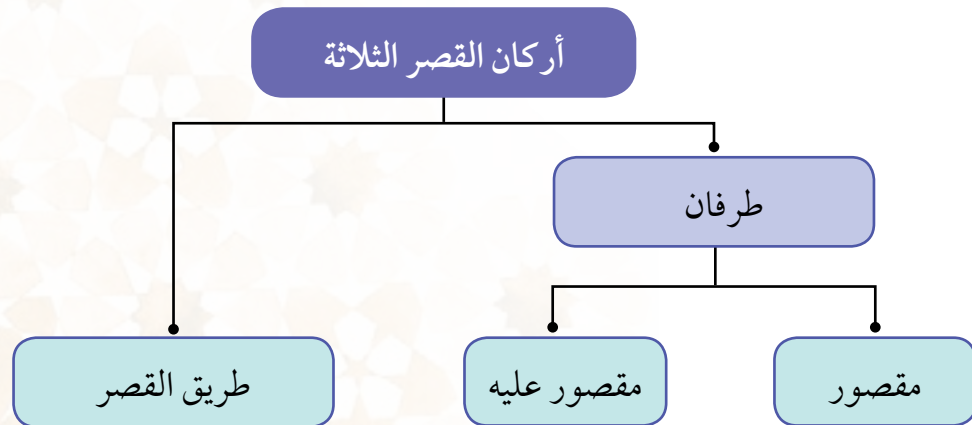 أركان القصر الثلاثة
طرفان
مقصور
مقصور عليه
طريق القصر